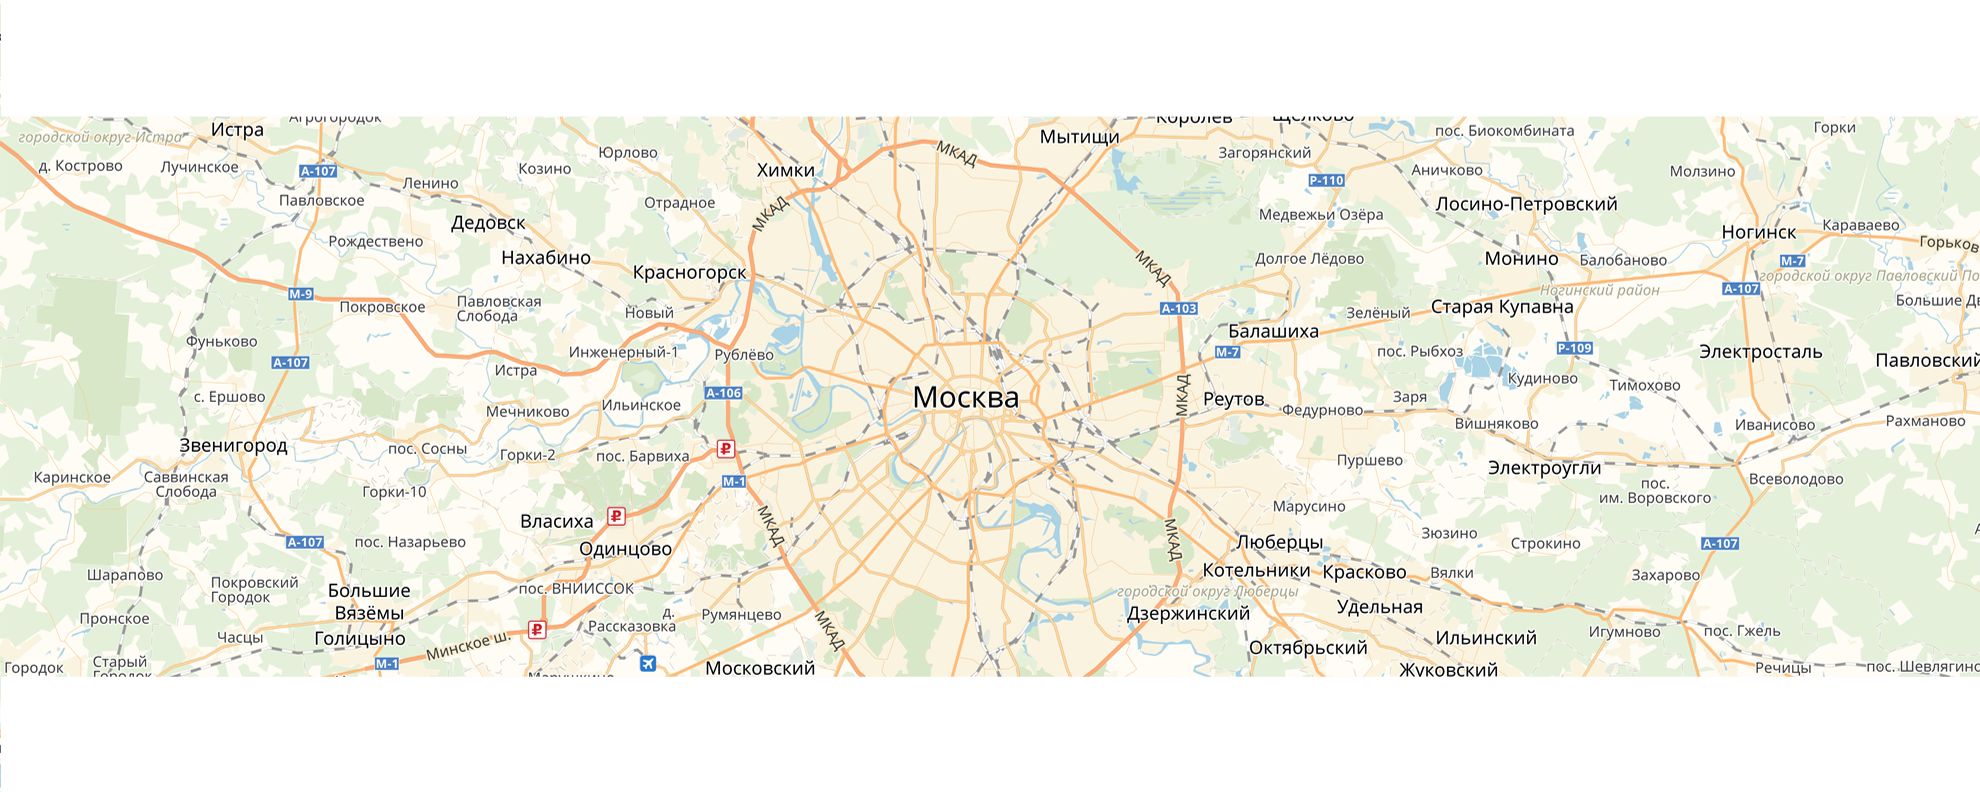 Агрогородок
Королёв
Щёлково
городской округ Истра
Истра
Мытищи
пос. Биокомбината
Горки
МКАД
Юрлово
Загорянский
д. Кострово
Лучинское
А-107
Козино
Химки
Аничково
Молзино
Ленино
Р-110
Павловское
Отрадное
МКАД
Лосино-Петровский
Дедовск
Медвежьи Озёра
Караваево
Рождествено
Ногинск
Горьков
Нахабино
Красногорск
МКАД
Долгое Лёдово
Монино
Балобаново
М-7
городской округ Павловский По
М-9
Покровское
Павловская
Слобода
Новый
А-103
Зелёный
Ногинский район
Старая Купавна
А-107
Большие Дв
Фуньково
Балашиха
А-107
Инженерный-1
Рублёво
М-7
пос. Рыбхоз
Р-109
Электросталь
Павловский
Истра
Кудиново
Тимохово
с. Ершово
А-106
Москва
МКАД
Реутов
Заря
Мечниково
Ильинское
Федурново
Вишняково
Иванисово
Рахманово
Звенигород
пос. Сосны
Горки-2
пос. Барвиха
Пуршево
Электроугли
Каринское
Саввинская
Слобода
Горки-10
М-1
пос.
им. Воровского
Всеволодово
Власиха
МКАД
Марусино
Одинцово
А-107
пос. Назарьево
МКАД
Люберцы
Зюзино
Строкино
А-107
Шарапово
Покровский
Городок
Большие
Вязёмы
пос. ВНИИССОК
Котельники
Красково
Вялки
Захарово
городской округ Люберцы
Пронское
Часцы
Голицыно
Минское ш.
д.
Рассказовка
Румянцево
МКАД
Дзержинский
Удельная
Ильинский
Игумново
пос. Гжель
Городок
Старый
Городок
М-1
Марушкино
Московский
Октябрьский
Жуковский
Речицы
пос. Шевлягино